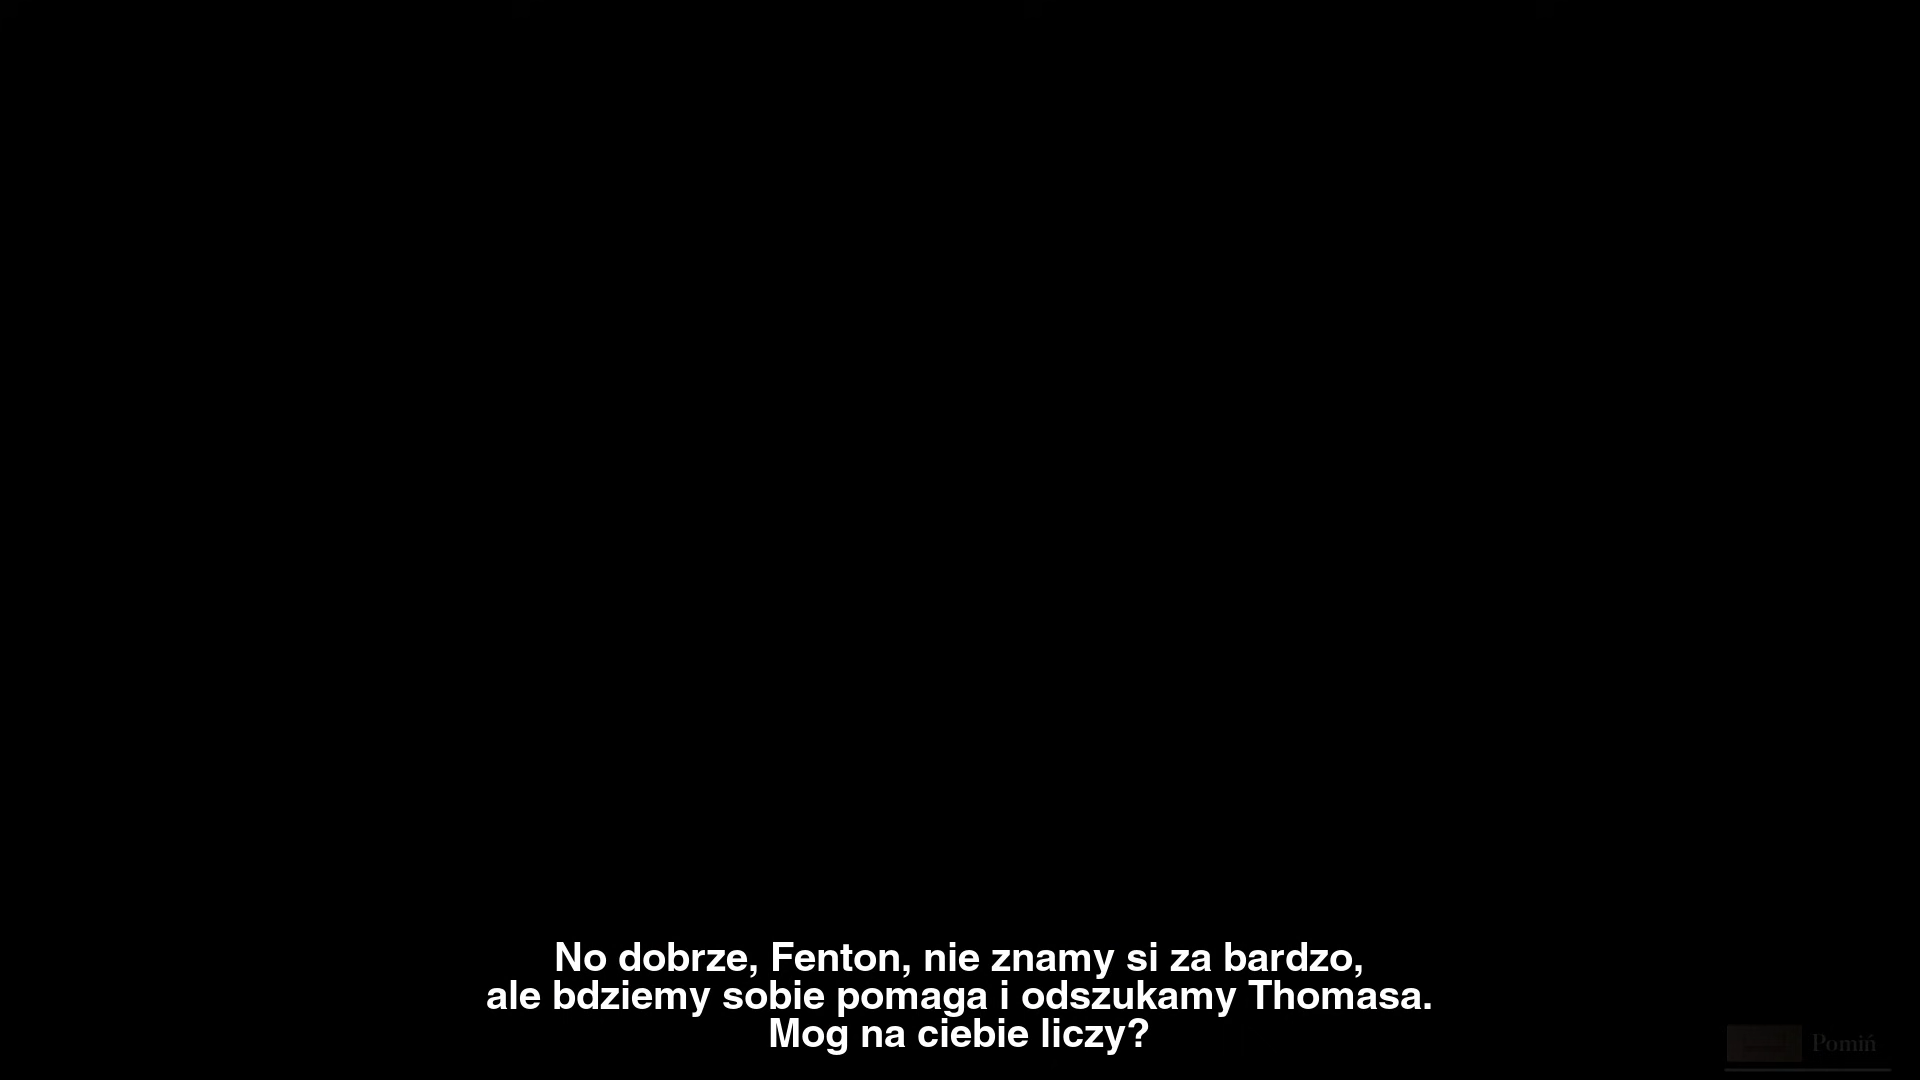 No dobrze, Fenton, nie znamy si za bardzo,
ale bdziemy sobie pomaga i odszukamy Thomasa.
Mog na ciebie liczy?
Pomiń